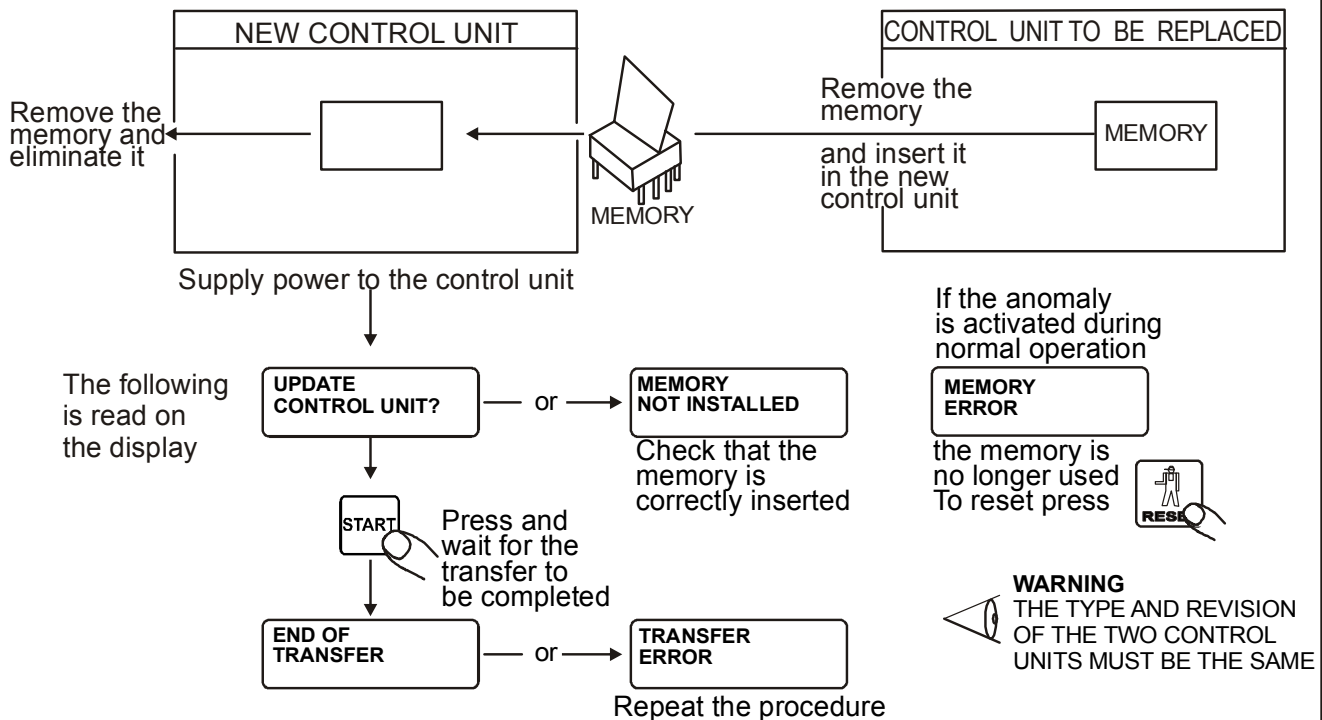 NEW CONTROL UNIT
Remove the
memory and
eliminate it
MEMORY
CONTROL UNIT TO BE REPLACED
Remove the
memory
and insert it
in the new
control unit
MEMORY
Supply power to the control unit
The following
is read on
the display
UPDATE
CONTROL UNIT?
or
MEMORY
NOT INSTALLED
Check that the
memory is
correctly inserted
START
Press and
wait for the
transfer to
be completed
END OF
TRANSFER
or
TRANSFER
ERROR
Repeat the procedure
If the anomaly
is activated during
normal operation
MEMORY
ERROR
the memory is
no longer used
To reset press
RESE
WARNING
THE TYPE AND REVISION
OF THE TWO CONTROL
UNITS MUST BE THE SAME